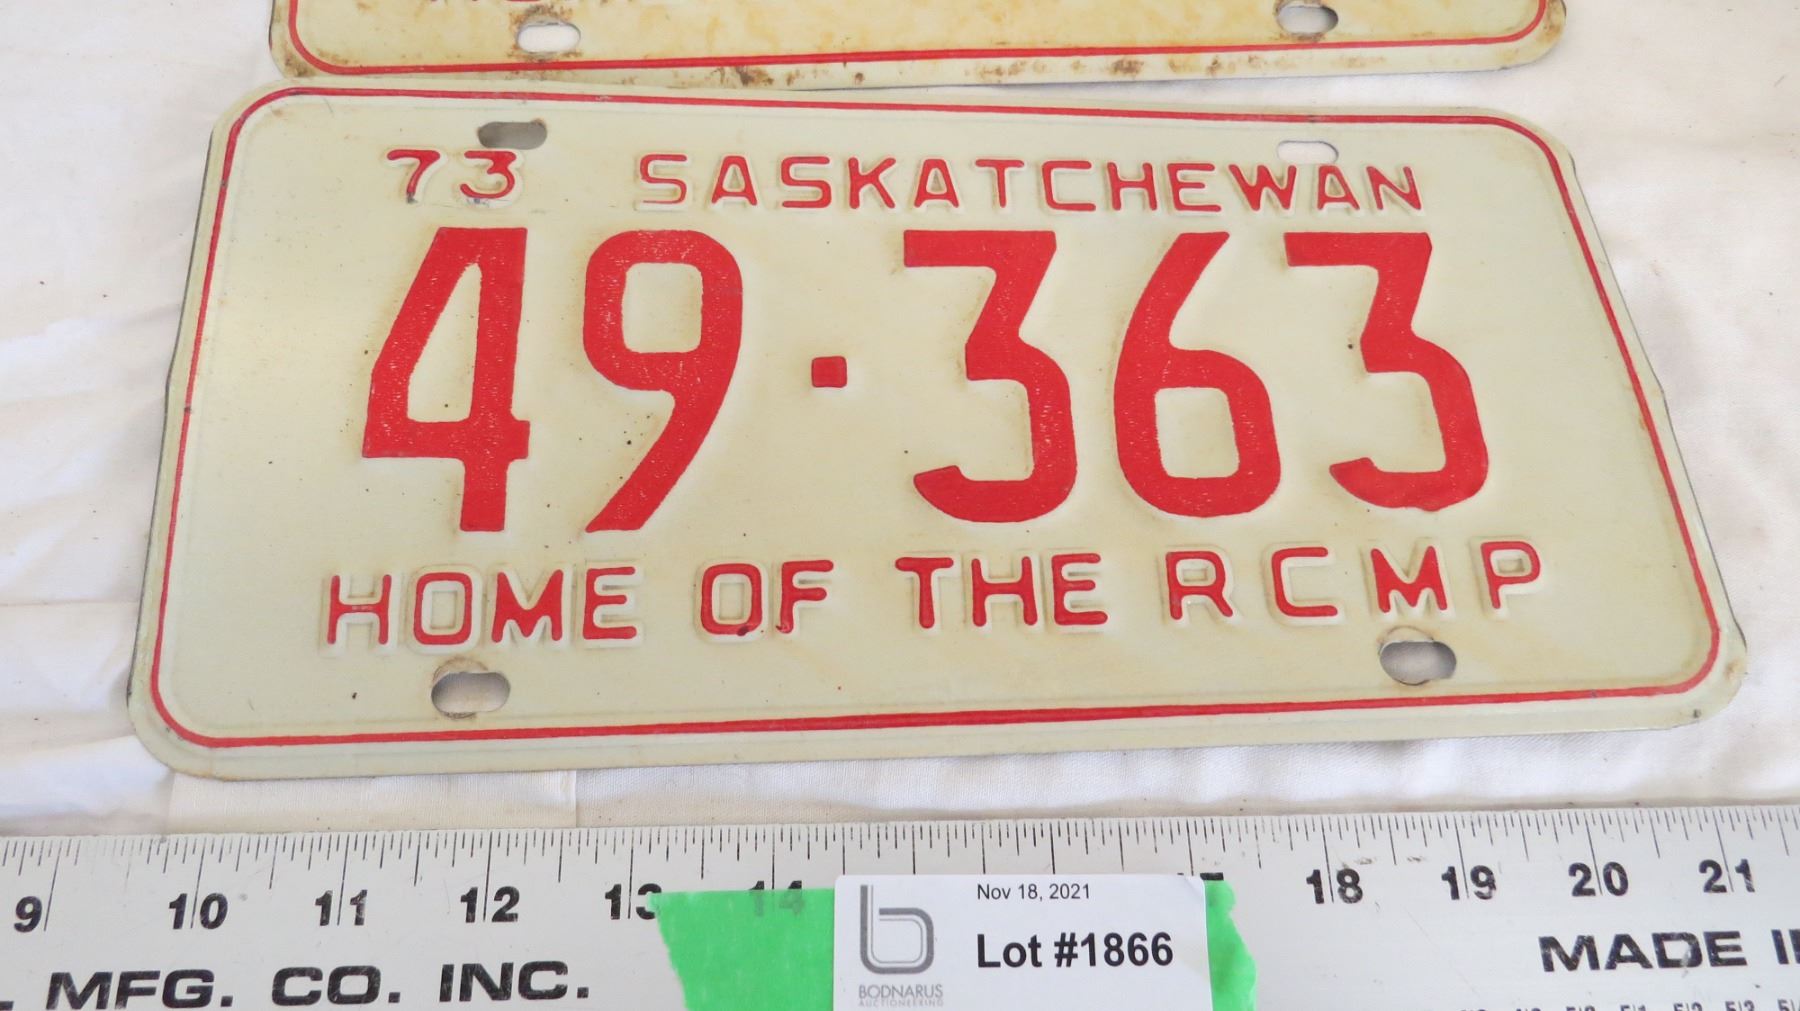 73 SASKATCHEWAN
49·363
HOME OF THE RCMP
9 10 11 12 13 14 18 19 20 21
MFG. CO. INC.
MADE
Nov 18, 2021
Lot #1866
BODNARUS
AUCTIONEERING